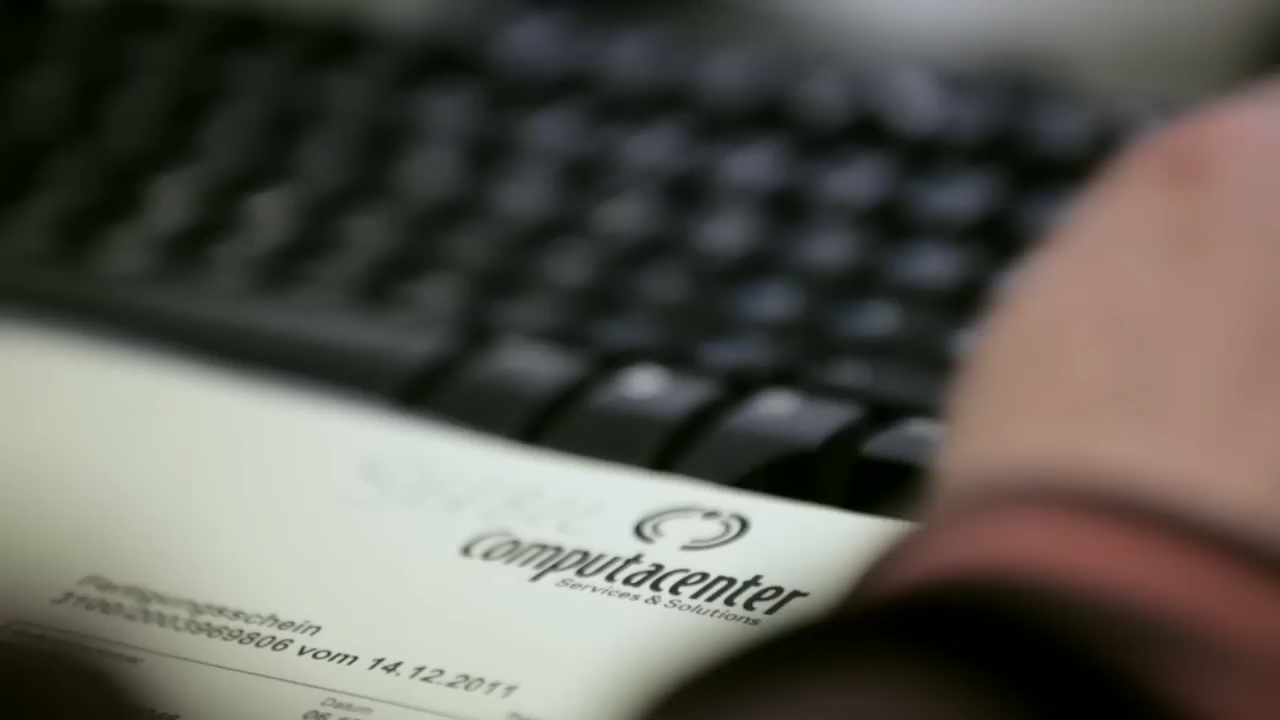 computacenter
Services & Solutions
Fertigungsschein
3100-2003969806 vom 14.12.2011
Datum